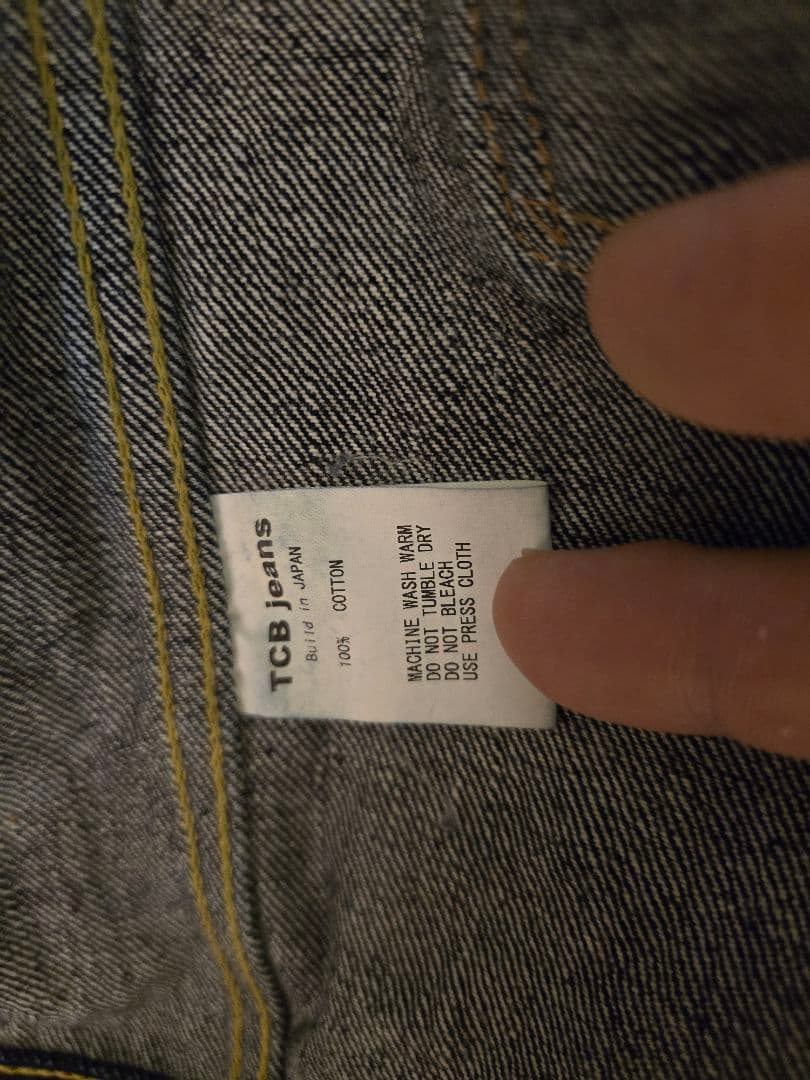 TCB jeans
Build in JAPAN
100% COTTON
MACHINE WASH WARM
DO NOT TUMBLE DRY
DO NOT BLEACH
USE PRESS CLOTH